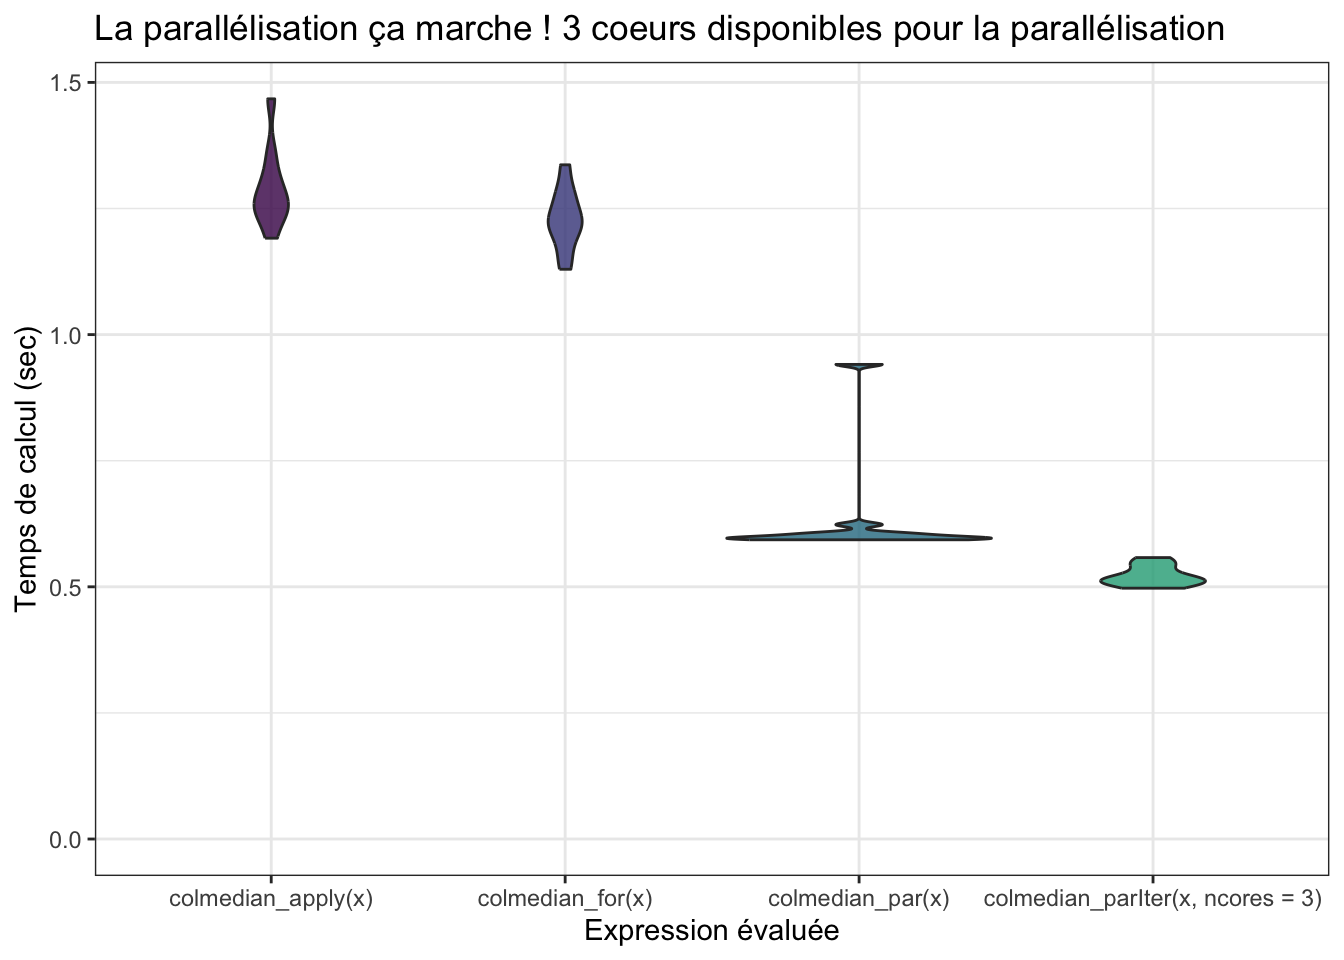 La parallélisation ça marche ! 3 coeurs disponibles pour la parallélisation
Temps de calcul (sec)
1.5
1.0
0.5
0.0
colmedian_apply(x)
colmedian_for(x)
colmedian_par(x)
colmedian_parIter(x, ncores = 3)
Expression évaluée